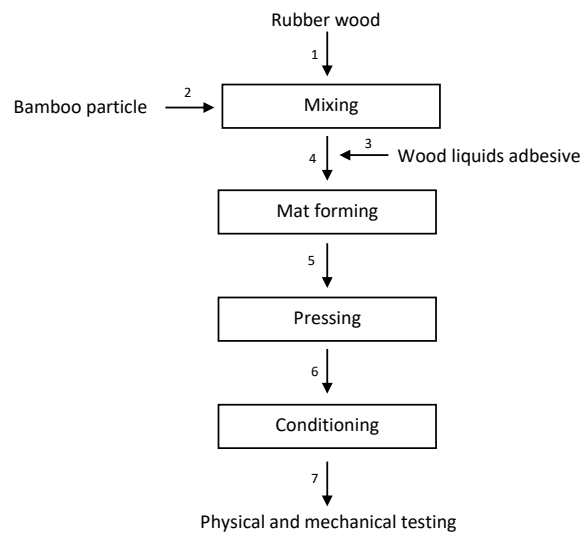 Rubber wood
1
2
Bamboo particle
Mixing
3
4
Wood liquids adbesive
Mat forming
5
Pressing
6
Conditioning
7
Physical and mechanical testing